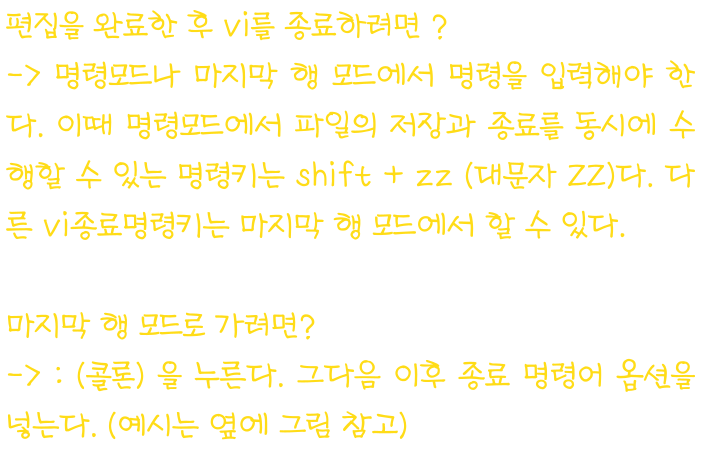 편집을 완료한 후 vi를 종료하려면 ?
-> 명령모드나 마지막 행 모드에서 명령을 입력해야 한
다. 이때 명령모드에서 파일의 저장과 종료를 동시에 수
행할 수 있는 명령키는 shift + zz (대문자 ZZ)다. 다
른 vi종료명령키는 마지막 행 모드에서 할 수 있다.
마지막 행 모드로 가려면?
-> : (콜론) 을 누른다. 그다음 이후 종료 명령어 옵션을
넣는다. (예시는 옆에 그림 참고)